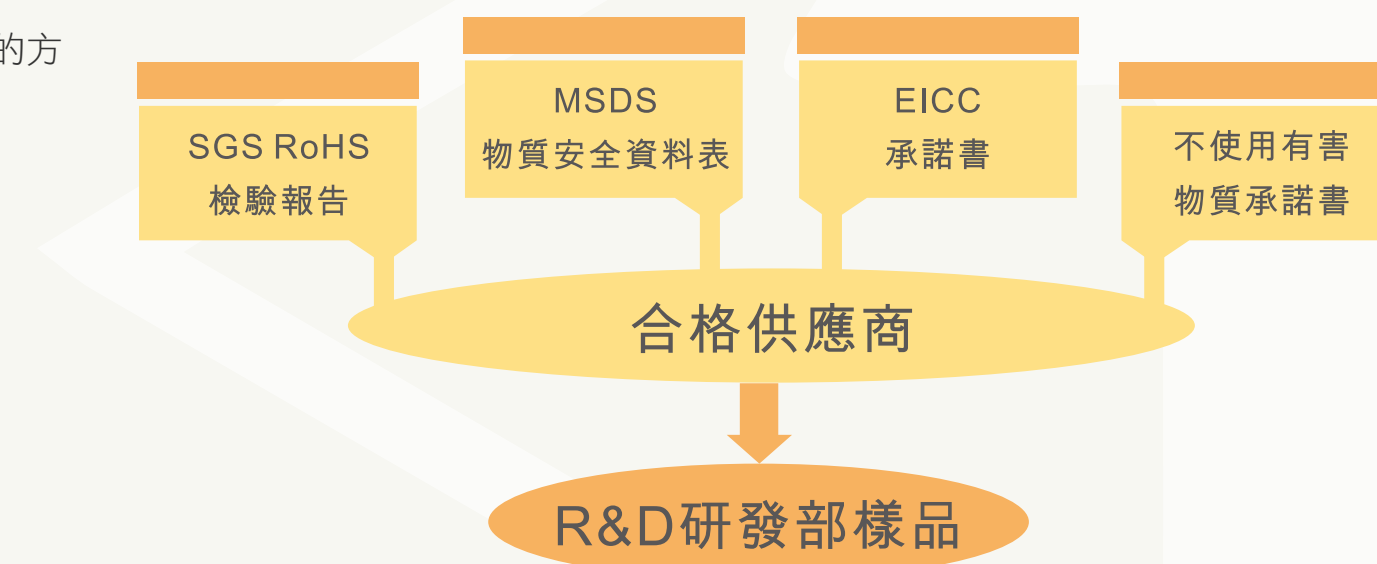 的方
SGS RoHS
檢驗報告
MSDS
物質安全資料表
EICC
承諾書
不使用有害
物質承諾書
合格供應商
R&D研發部樣品